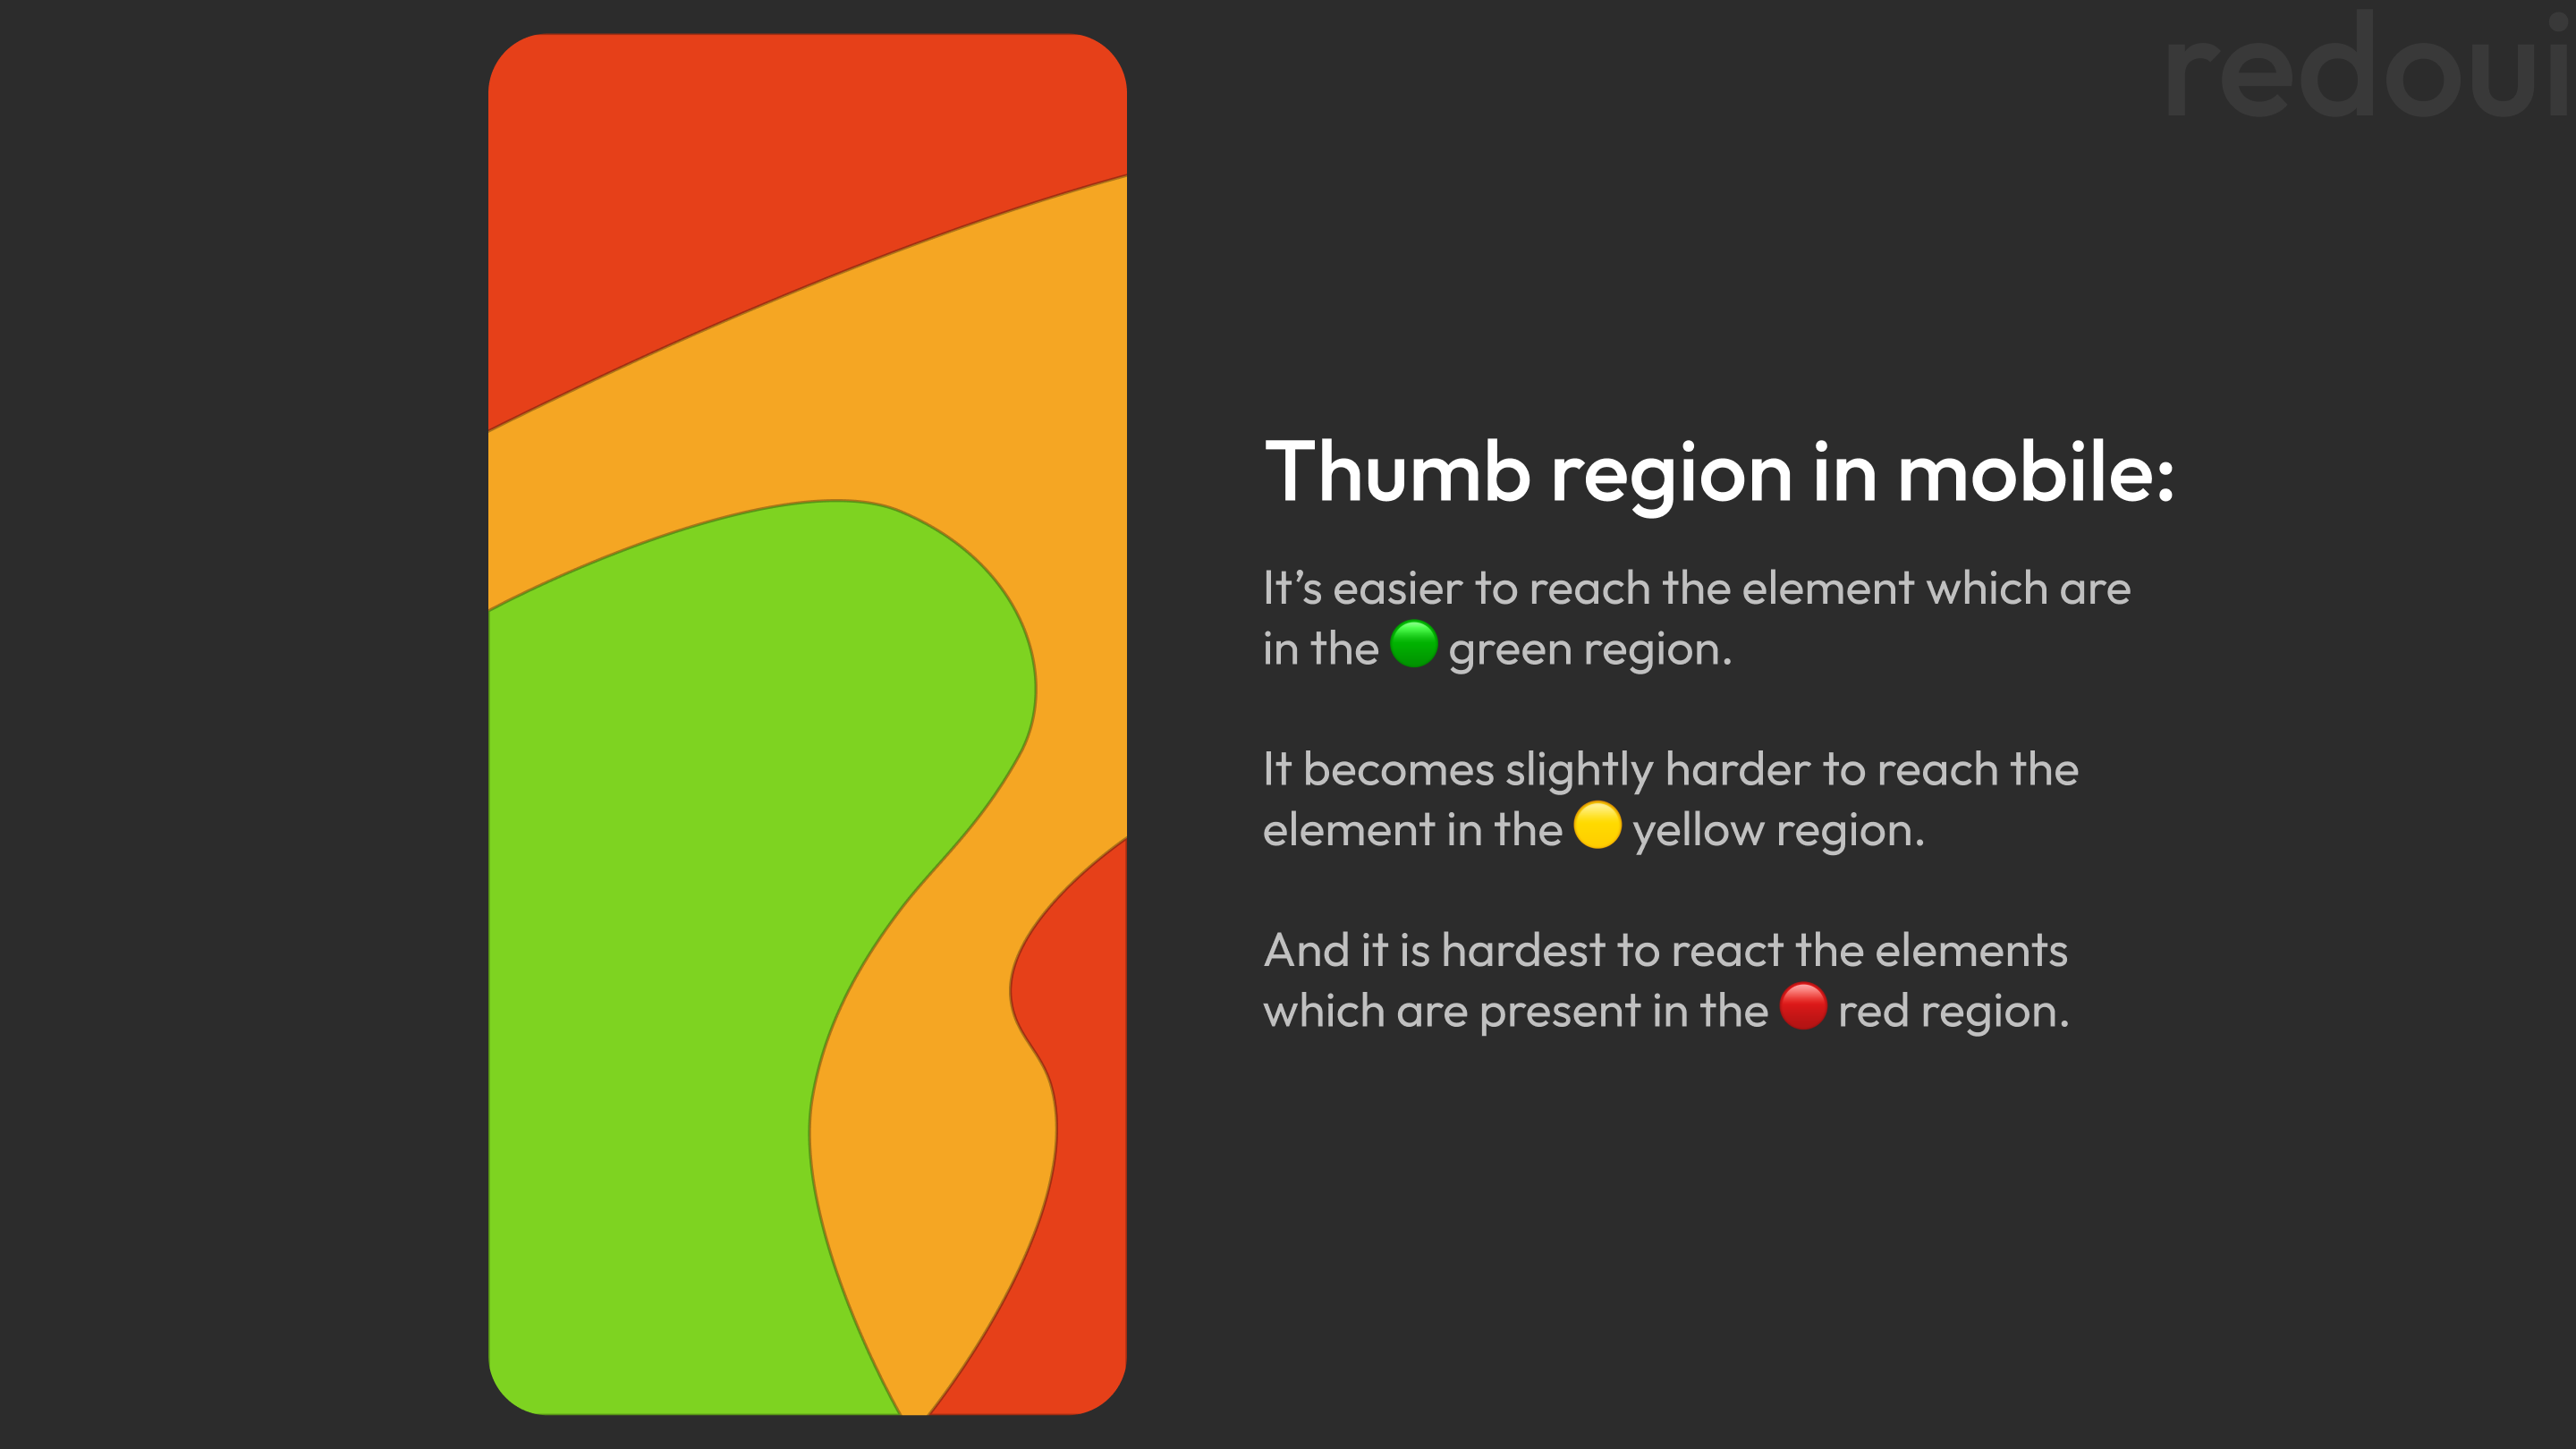 redoui
Thumb region in mobile:
It’s easier to reach the element which are
in the 🟢 green region.
It becomes slightly harder to reach the
element in the 🟡 yellow region.
And it is hardest to react the elements
which are present in the 🔴 red region.